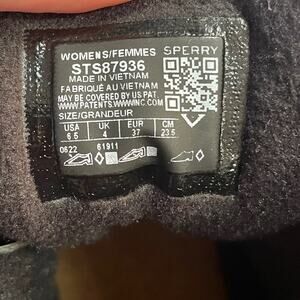 WOMENS/FEMMES SPERRY
STS87936
MADE IN VIETNAM
FABRIQUÉ AU VIETNAM
MAY BE COVERED BY US PAT.
WWW.PATENTS.WWWINC.COM
SIZE/GRANDEUR
USA UK EUR CM
6.5 4 37 23.5
0622 61911